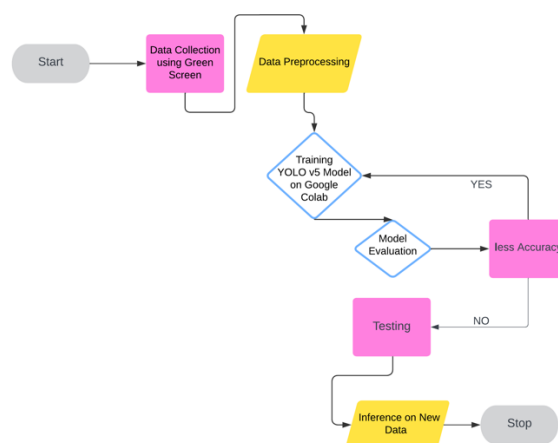 Start
Data Collection
using Green
Screen
Data Preprocessing
Training
YOLO v5 Model
on Google
Colab
YES
Model
Evaluation
less Accuracy
NO
Testing
Inference on New
Data
Stop